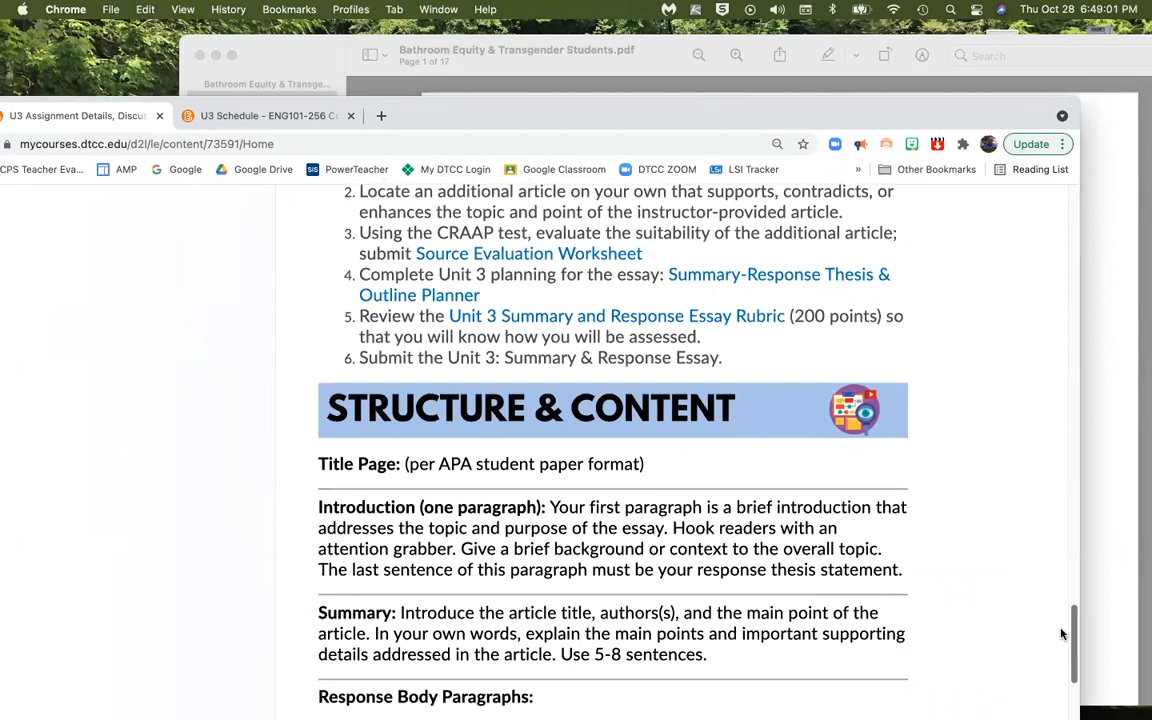 Chrome File Edit View History Bookmarks Profiles Tab Window Help Thu Oct 28 6:49:01 PM
Bathroom Equity & Transgender Students.pdf
Page 1 of 17
Search
Bathroom Equity & Transge...
U3 Assignment Details, Discu
U3 Schedule - ENG101-256 C
mycourses.dtcc.edu/d2l/le/content/73591/Home
Update
CPS Teacher Eva... AMP Google Google Drive SIS PowerTeacher My DTCC Login Google Classroom DTCC ZOOM LSI LSI Tracker » Other Bookmarks Reading List
2. Locate an additional article on your own that supports, contradicts, or
enhances the topic and point of the instructor-provided article.
3. Using the CRAAP test, evaluate the suitability of the additional article;
submit Source Evaluation Worksheet
4. Complete Unit 3 planning for the essay: Summary-Response Thesis &
Outline Planner
5. Review the Unit 3 Summary and Response Essay Rubric (200 points) so
that you will know how you will be assessed.
6. Submit the Unit 3: Summary & Response Essay.
STRUCTURE & CONTENT
Title Page: (per APA student paper format)
Introduction (one paragraph): Your first paragraph is a brief introduction that
addresses the topic and purpose of the essay. Hook readers with an
attention grabber. Give a brief background or context to the overall topic.
The last sentence of this paragraph must be your response thesis statement.
Summary: Introduce the article title, authors(s), and the main point of the
article. In your own words, explain the main points and important supporting
details addressed in the article. Use 5-8 sentences.
Response Body Paragraphs: